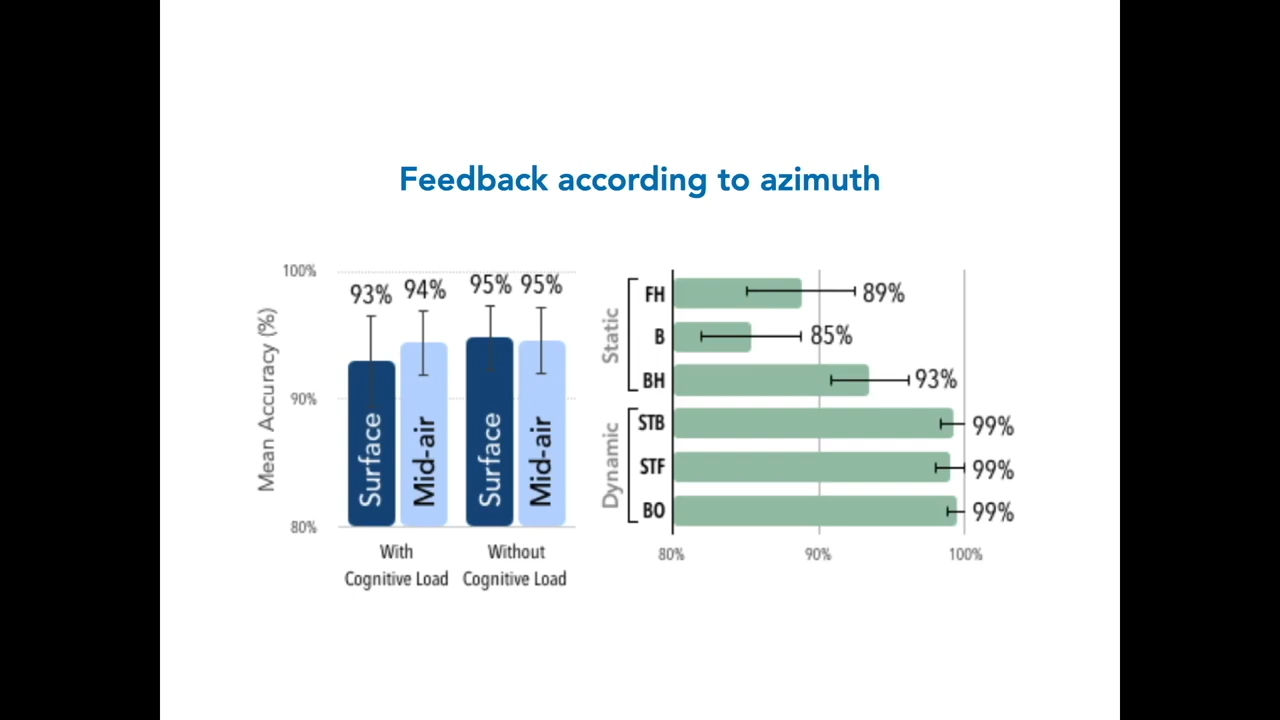 Feedback according to azimuth
Mean Accuracy (%)
100%
90%
80%
93%
94%
95%
95%
Surface
Mid-air
Surface
Mid-air
With
Cognitive Load
Without
Cognitive Load
Static
FH
89%
B
85%
BH
93%
Dynamic
STB
99%
STF
99%
BO
99%
80%
90%
100%